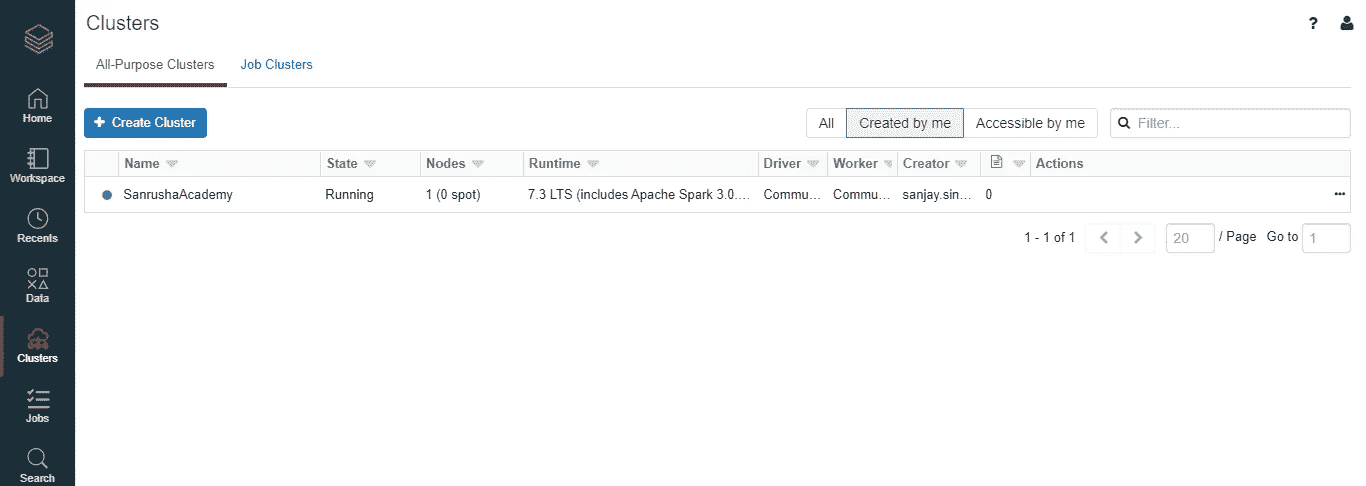 Clusters
?
All-Purpose Clusters Job Clusters
+ Create Cluster All Created by me Accessible by me Filter...
Name State Nodes Runtime Driver Worker Creator Actions
SanrushaAcademy Running 1 (0 spot) 7.3 LTS (includes Apache Spark 3.0.... Commu... Commu... sanjay.sin... 0 ...
1 - 1 of 1 20 / Page Go to 1
Home
Workspace
Recents
Data
Clusters
Jobs
Search